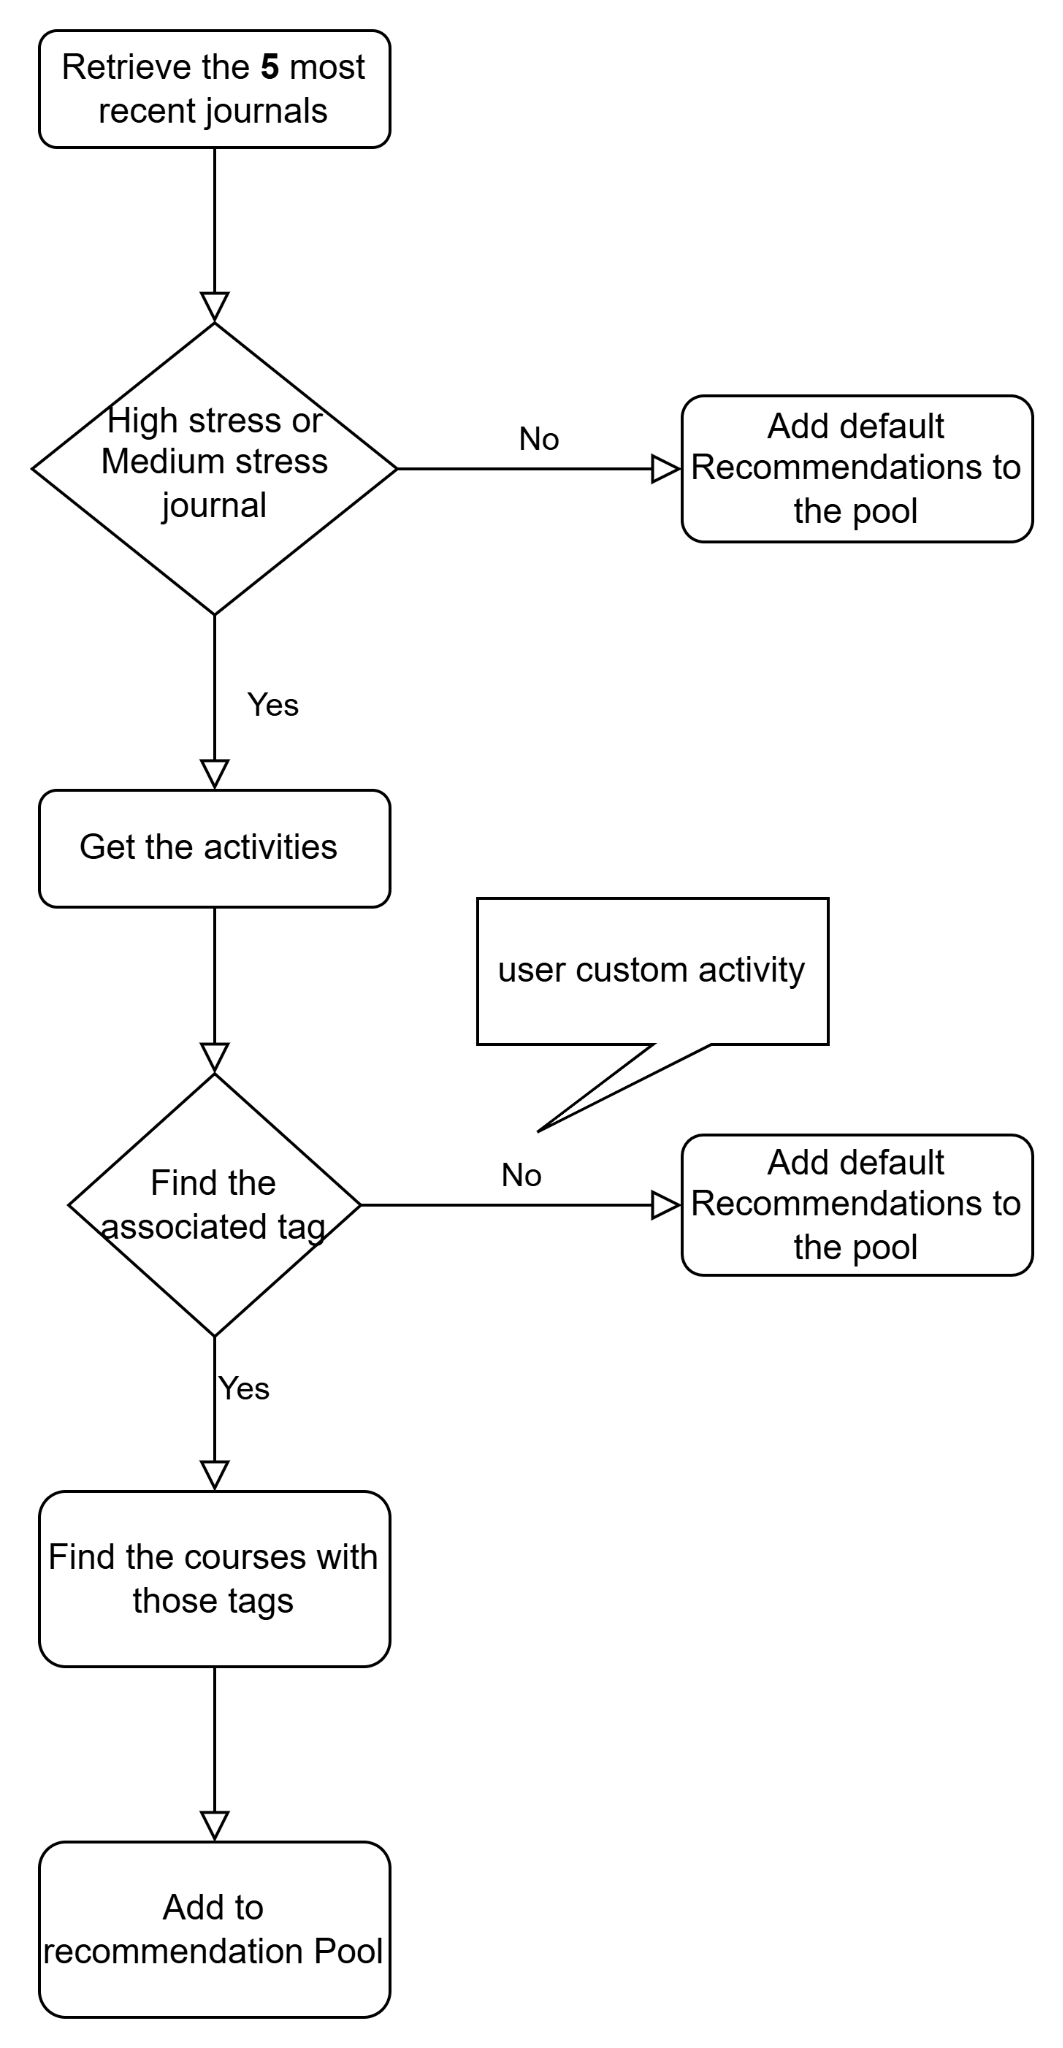 Retrieve the 5 most
recent journals
High stress or
Medium stress
journal
No
Add default
Recommendations to
the pool
Yes
Get the activities
user custom activity
Find the
associated tag
No
Add default
Recommendations to
the pool
Yes
Find the courses with
those tags
Add to
recommendation Pool